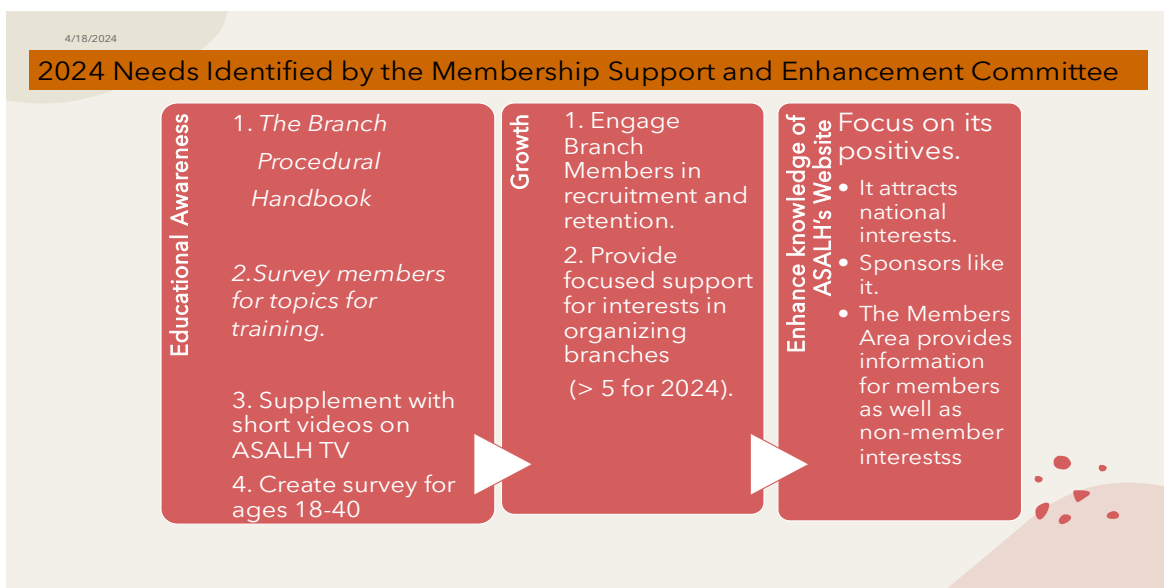 4/18/2024
2024 Needs Identified by the Membership Support and Enhancement Committee
Educational Awareness
1. The Branch
Procedural
Handbook
2.Survey members
for topics for
training.
3. Supplement with
short videos on
ASALH TV
4. Create survey for
ages 18-40
Growth
1. Engage
Branch
Members in
recruitment and
retention.
2. Provide
focused support
for interests in
organizing
branches
(> 5 for 2024).
Enhance knowledge of
ASALH's Website
Focus on its
positives.
• It attracts
national
interests.
• Sponsors like
it.
• The Members
Area provides
information
for members
as well as
non-member
interestss